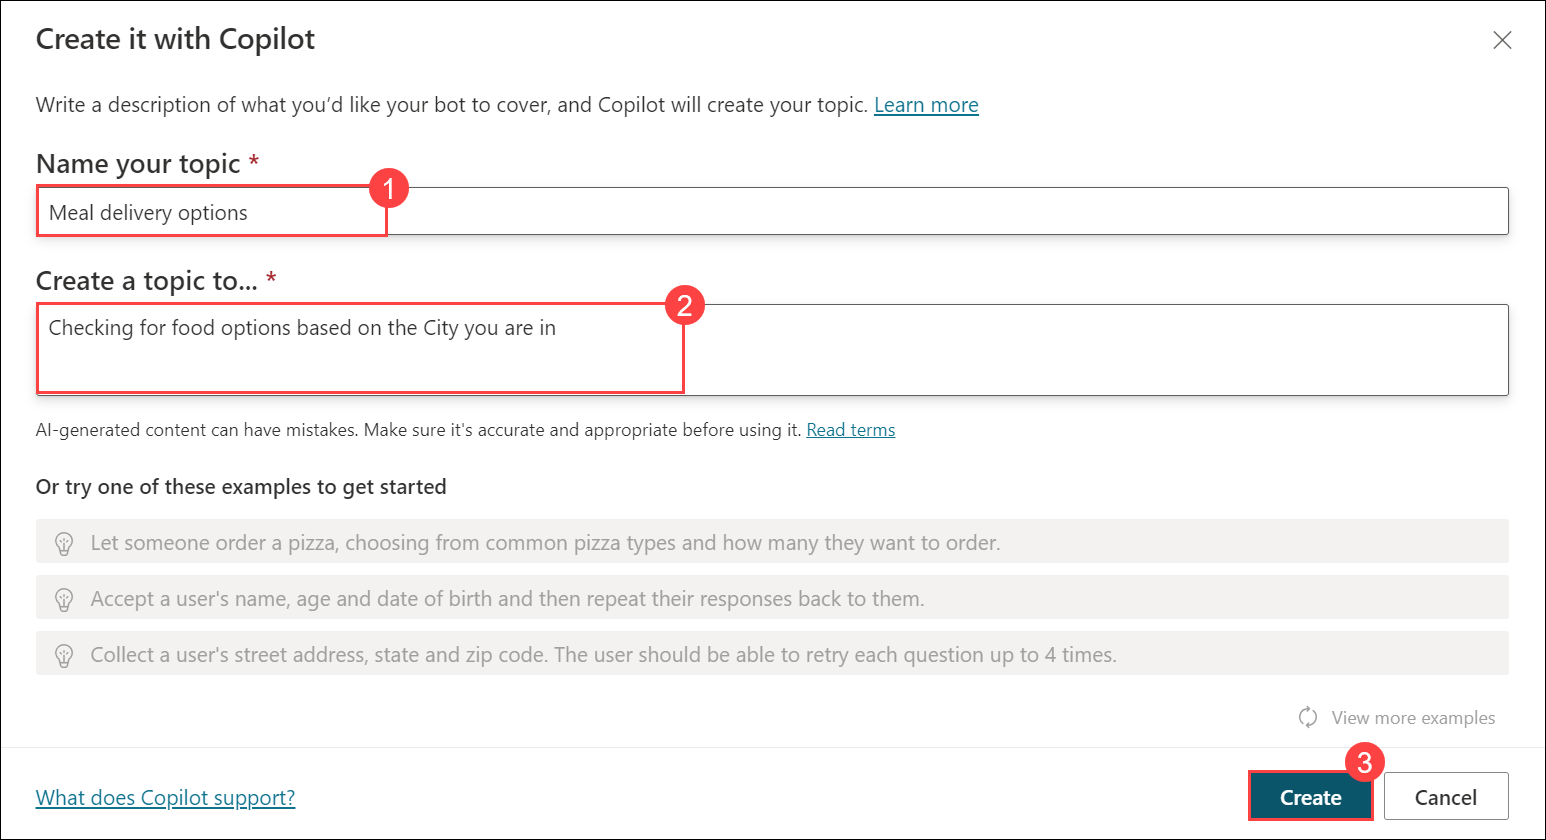 Create it with Copilot
Write a description of what you’d like your bot to cover, and Copilot will create your topic. Learn more
Name your topic *
1
Meal delivery options
Create a topic to... *
2
Checking for food options based on the City you are in
AI-generated content can have mistakes. Make sure it's accurate and appropriate before using it. Read terms
Or try one of these examples to get started
Let someone order a pizza, choosing from common pizza types and how many they want to order.
Accept a user's name, age and date of birth and then repeat their responses back to them.
Collect a user's street address, state and zip code. The user should be able to retry each question up to 4 times.
View more examples
3
What does Copilot support?
Create
Cancel